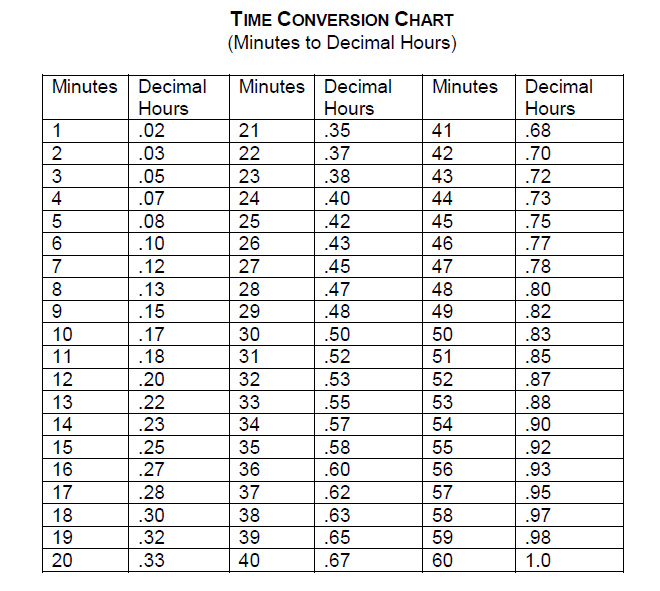 TIME CONVERSION CHART
(Minutes to Decimal Hours)
Minutes Decimal Hours Minutes Decimal Hours Minutes Decimal Hours
1 .02 21 .35 41 .68
2 .03 22 .37 42 .70
3 .05 23 .38 43 .72
4 .07 24 .40 44 .73
5 .08 25 .42 45 .75
6 .10 26 .43 46 .77
7 .12 27 .45 47 .78
8 .13 28 .47 48 .80
9 .15 29 .48 49 .82
10 .17 30 .50 50 .83
11 .18 31 .52 51 .85
12 .20 32 .53 52 .87
13 .22 33 .55 53 .88
14 .23 34 .57 54 .90
15 .25 35 .58 55 .92
16 .27 36 .60 56 .93
17 .28 37 .62 57 .95
18 .30 38 .63 58 .97
19 .32 39 .65 59 .98
20 .33 40 .67 60 1.0